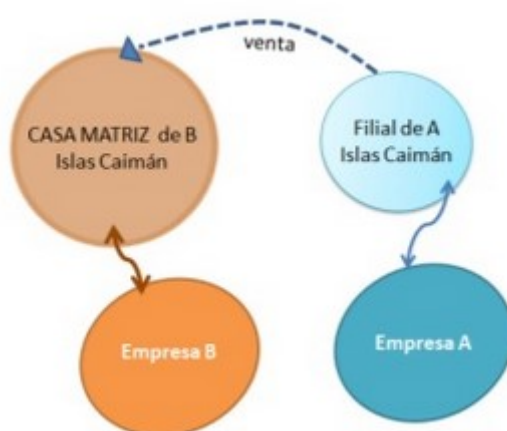 venta
CASA MATRIZ de B
Islas Caimán
Filial de A
Islas Caimán
Empresa B
Empresa A